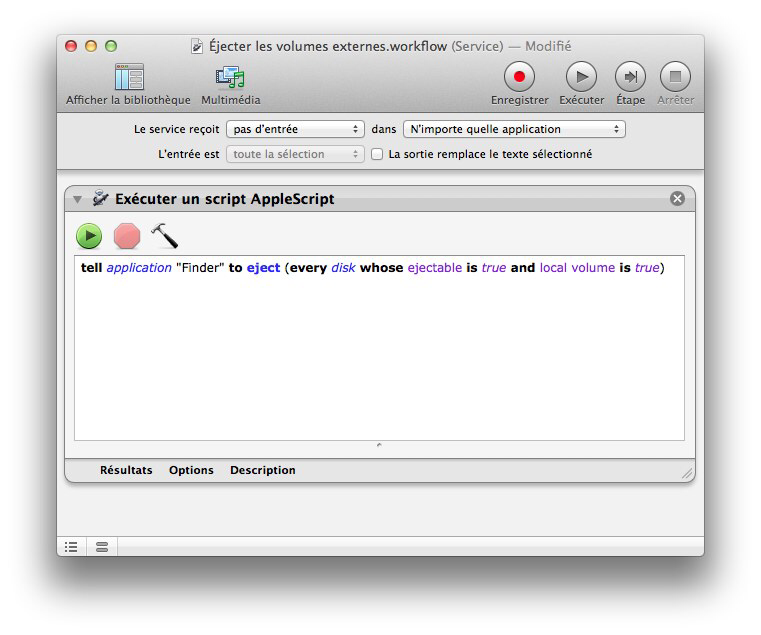 Éjecter les volumes externes.workflow (Service) — Modifié
Afficher la bibliothèque Multimédia Enregistrer Exécuter Étape Arrêter
Le service reçoit pas d'entrée dans N'importe quelle application
L'entrée est toute la sélection La sortie remplace le texte sélectionné
Exécuter un script AppleScript
tell application "Finder" to eject (every disk whose ejectable is true and local volume is true)
Résultats Options Description